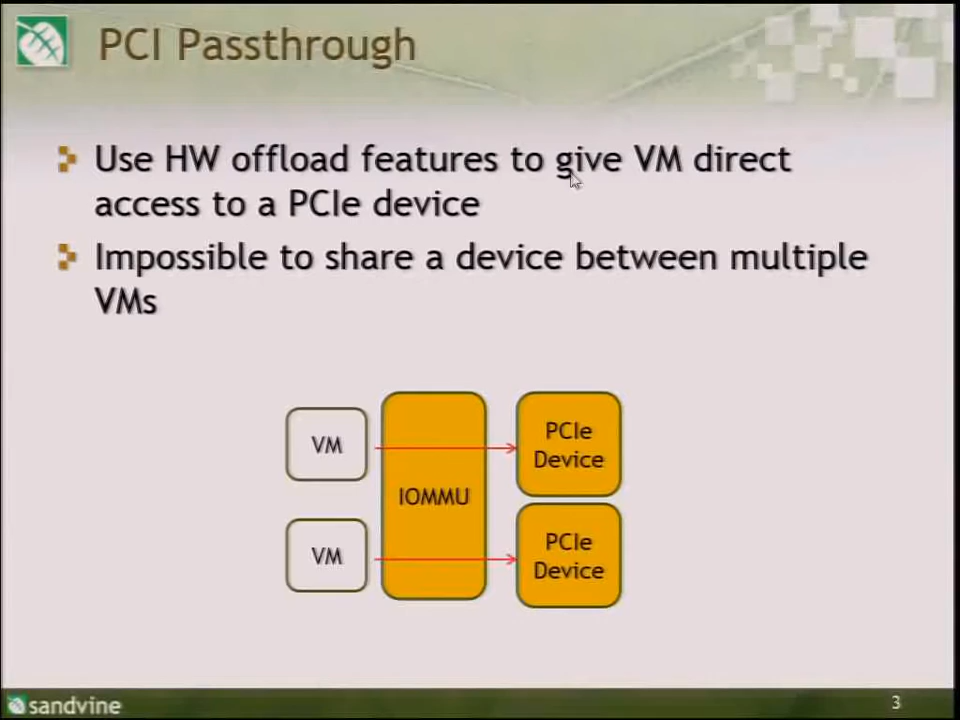 PCI Passthrough
Use HW offload features to give VM direct
access to a PCIe device
Impossible to share a device between multiple
VMs
VM
IOMMU
PCIe
Device
VM
PCIe
Device
sandvine
3